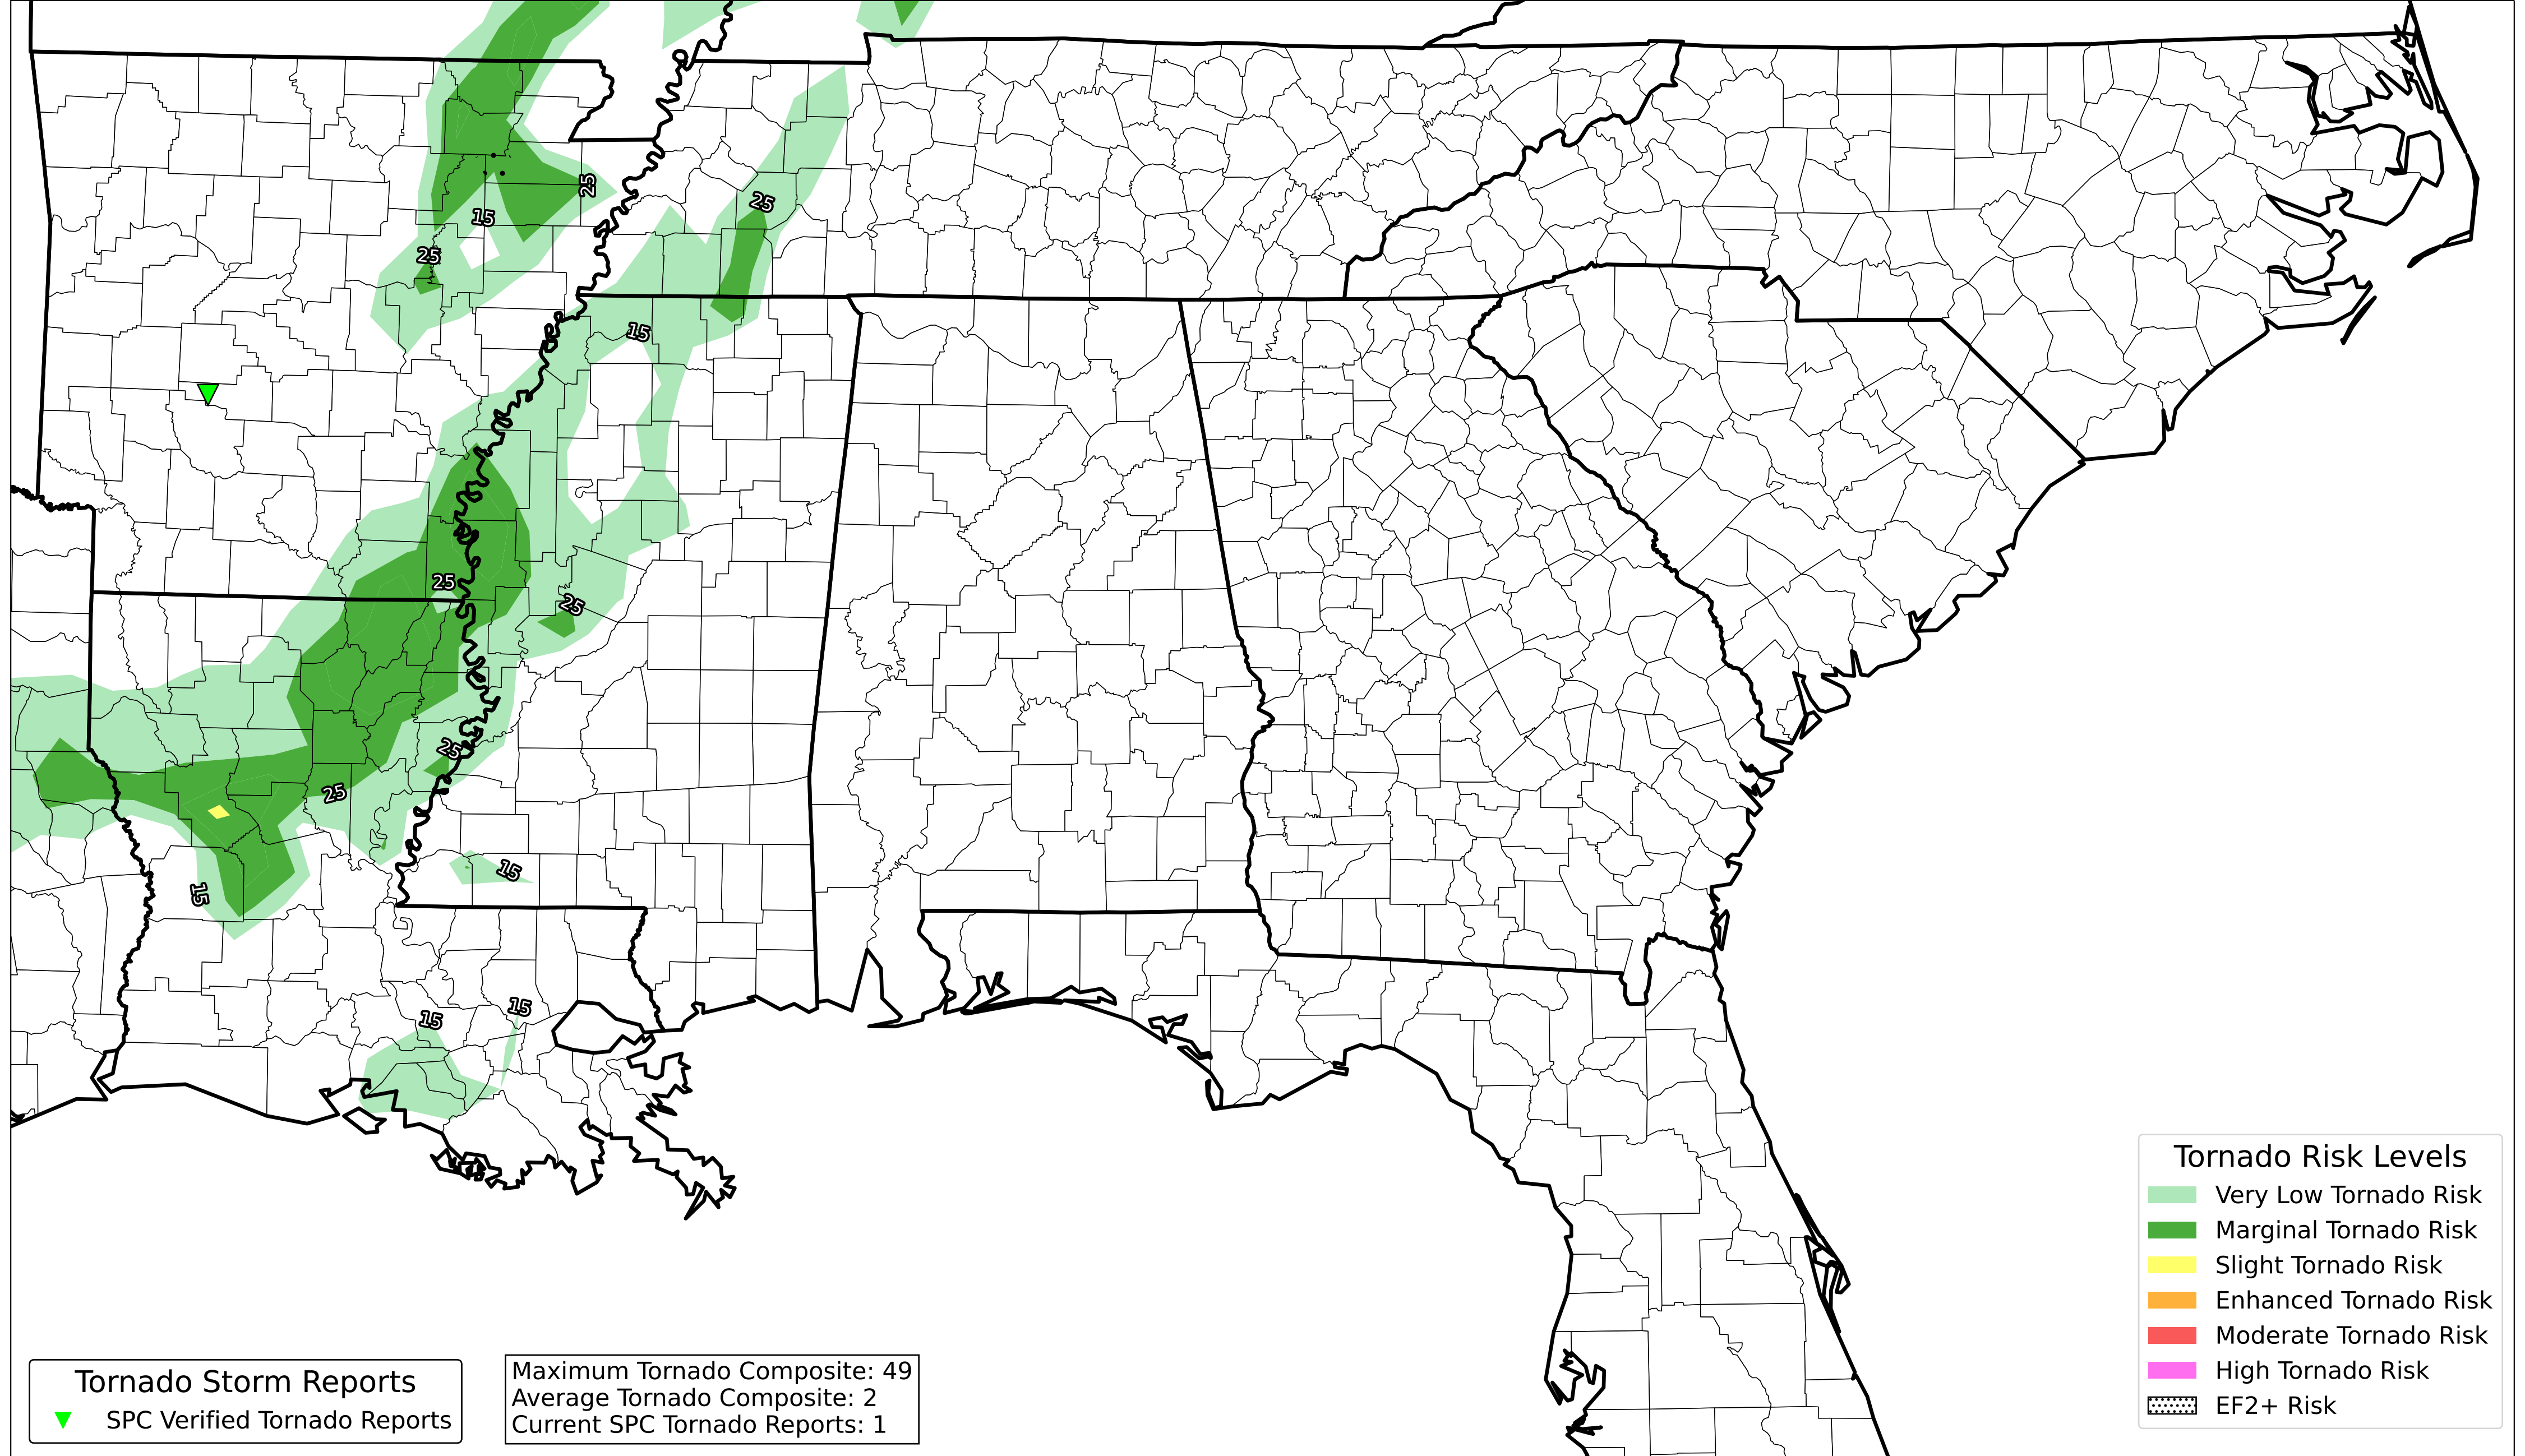 25
25
15
25
15
25
25
25
25
15
15
15
15
Tornado Risk Levels
Very Low Tornado Risk
Marginal Tornado Risk
Slight Tornado Risk
Enhanced Tornado Risk
Moderate Tornado Risk
High Tornado Risk
EF2+ Risk
Tornado Storm Reports
SPC Verified Tornado Reports
Maximum Tornado Composite: 49
Average Tornado Composite: 2
Current SPC Tornado Reports: 1